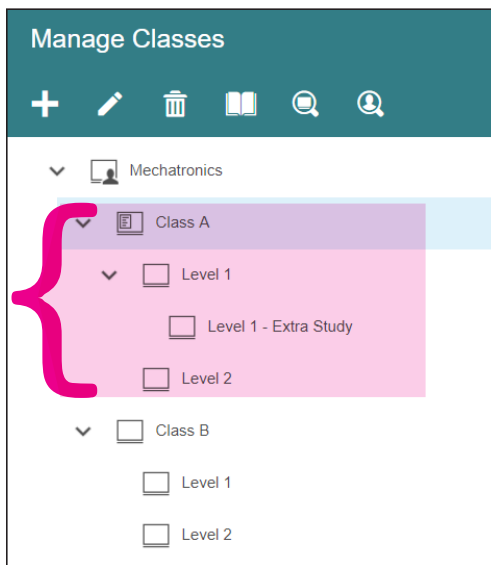 Manage Classes
Mechatronics
Class A
Level 1
Level 1 - Extra Study
Level 2
Class B
Level 1
Level 2